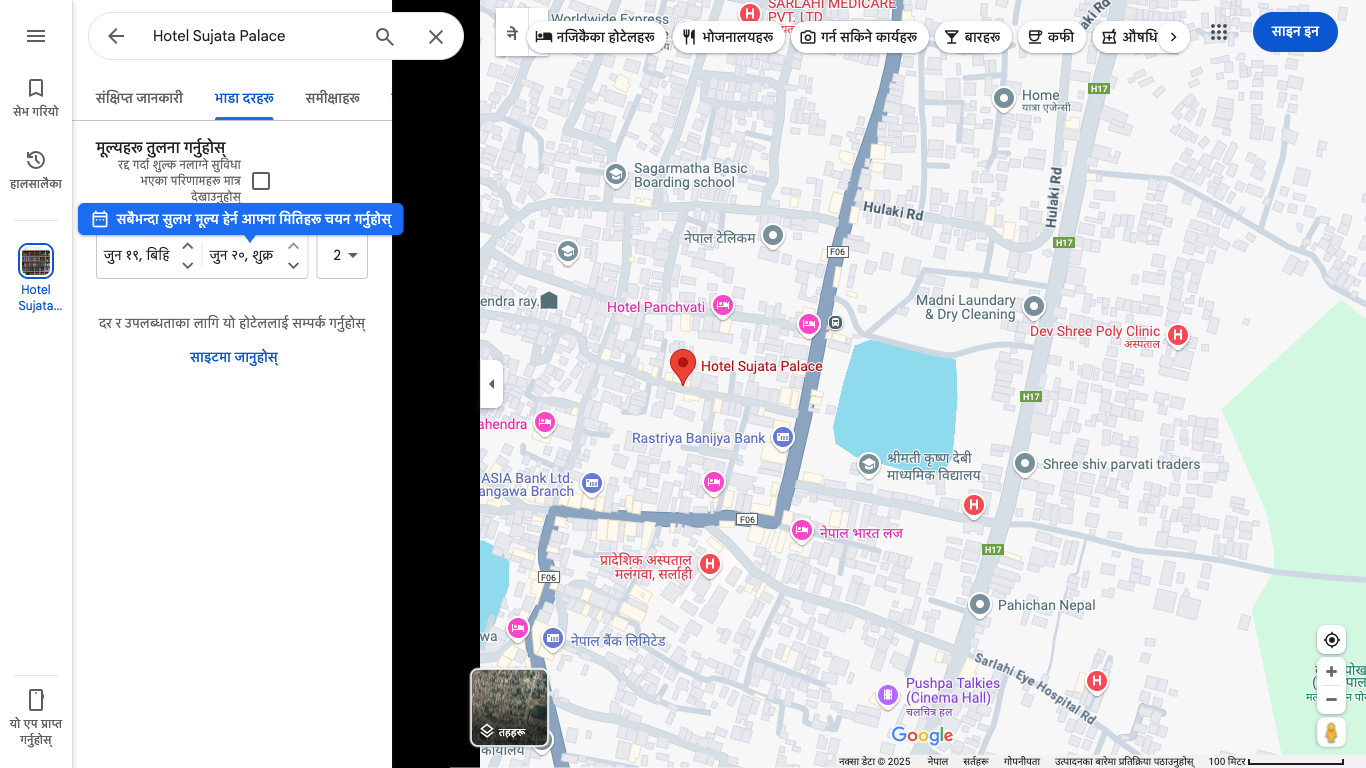 Hotel Sujata Palace
सेभ गरियो
हालसालैका
Hotel
Sujata...
यो एप प्राप्त
गर्नुहोस्
संक्षिप्त जानकारी
भाडा दरहरू
समीक्षाहरू
मूल्यहरू तुलना गर्नुहोस्
रद्द गर्दा शुल्क नलाग्ने सुविधा
भएका परिणामहरू मात्र
देखाउनुहोस्
सबैभन्दा सुलभ मूल्य हेर्न आफ्ना मितिहरू चयन गर्नुहोस्
जुन १९, बिहि
जुन २०, शुक्र
2
दर र उपलब्धताका लागि यो होटेललाई सम्पर्क गर्नुहोस्
साइटमा जानुहोस्
ने
नजिकैका होटेलहरू
भोजनालयहरू
गर्न सकिने कार्यहरू
बारहरू
कफी
औषधि
साइन इन
Worldwide Express
SARLAHI MEDICARE
PVT. LTD
Hulaki Rd
H17
Home
यात्रा एजेन्सी
Sagarmatha Basic
Boarding school
Hulaki Rd
Hulaki Rd
नेपाल टेलिकम
F06
H17
endra ray.
Hotel Panchvati
Madni Laundary
& Dry Cleaning
Dev Shree Poly Clinic
अस्पताल
Hotel Sujata Palace
H17
ahendra
Rastriya Banijya Bank
श्रीमती कृष्ण देबी
माध्यमिक विद्यालय
Shree shiv parvati traders
ASIA Bank Ltd.
angawa Branch
F06
नेपाल भारत लज
H17
प्रादेशिक अस्पताल
मलंगवा, सर्लाही
F06
Pahichan Nepal
wa
नेपाल बैंक लिमिटेड
Sarlahi Eye Hospital Rd
Pushpa Talkies
(Cinema Hall)
चलचित्र हल
तहहरू
कार्यालय
Google
नक्सा डेटा © 2025
नेपाल
सर्तहरू
गोपनीयता
उत्पादनका बारेमा प्रतिक्रिया पठाउनुहोस्
100 मिटर